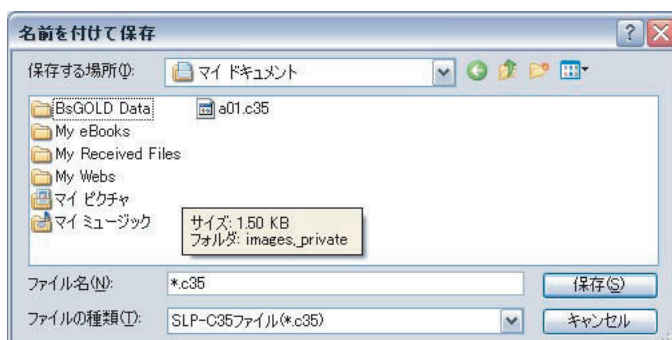 名前を付けて保存
保存する場所(I): マイ ドキュメント
BsGOLD Data
My eBooks
My Received Files
My Webs
マイ ピクチャ
マイ ミュージック
a01.c35
サイズ: 1.50 KB
フォルダ: images_private
ファイル名(N): *.c35 保存(S)
ファイルの種類(T): SLP-C35ファイル(*.c35) キャンセル